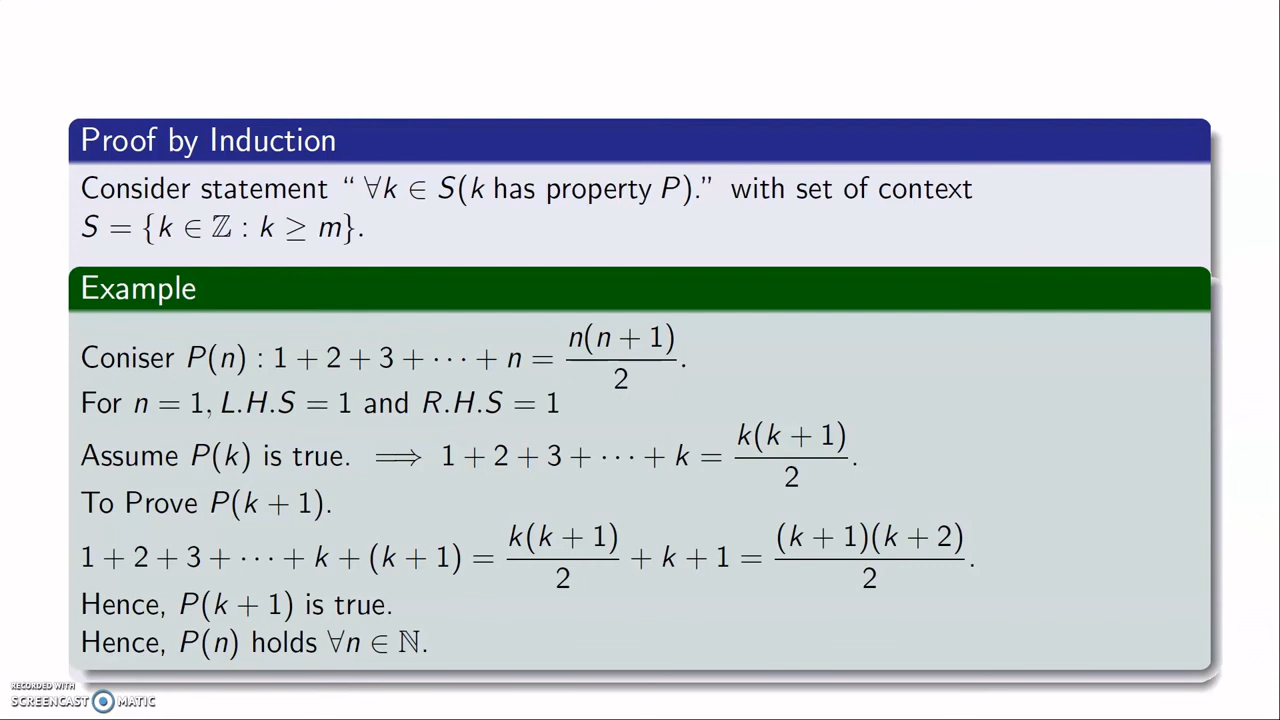 Proof by Induction
Consider statement “ ∀k ∈ S(k has property P).” with set of context
S = {k ∈ ℤ : k ≥ m}.
Example
Coniser P(n) : 1 + 2 + 3 + · · · + n = n(n + 1)/2.
For n = 1, L.H.S = 1 and R.H.S = 1
Assume P(k) is true. ⟹ 1 + 2 + 3 + · · · + k = k(k + 1)/2.
To Prove P(k + 1).
1 + 2 + 3 + · · · + k + (k + 1) = k(k + 1)/2 + k + 1 = (k + 1)(k + 2)/2.
Hence, P(k + 1) is true.
Hence, P(n) holds ∀n ∈ ℕ.
RECORDED WITH
SCREENCAST MATIC